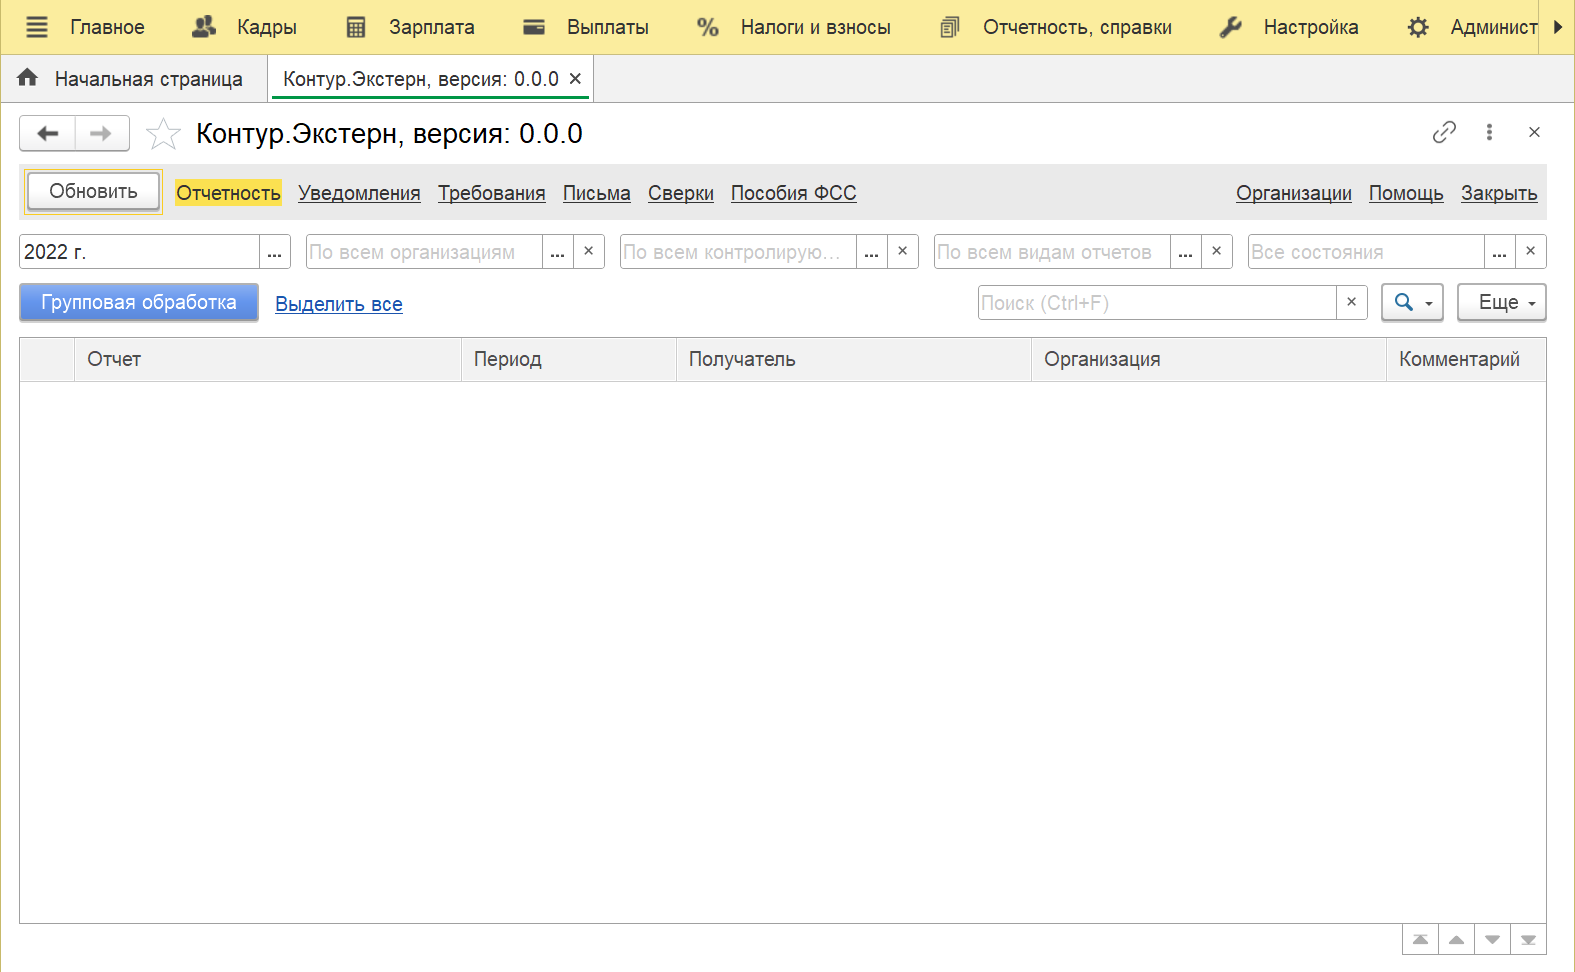 Главное Кадры Зарплата Выплаты % Налоги и взносы Отчетность, справки Настройка Админист
Начальная страница Контур.Экстерн, версия: 0.0.0 ×
Контур.Экстерн, версия: 0.0.0
Обновить Отчетность Уведомления Требования Письма Сверки Пособия ФСС Организации Помощь Закрыть
2022 г. ... По всем организациям ... × По всем контролирую... ... × По всем видам отчетов ... × Все состояния ... ×
Групповая обработка Выделить все Поиск (Ctrl+F) × Еще
Отчет Период Получатель Организация Комментарий